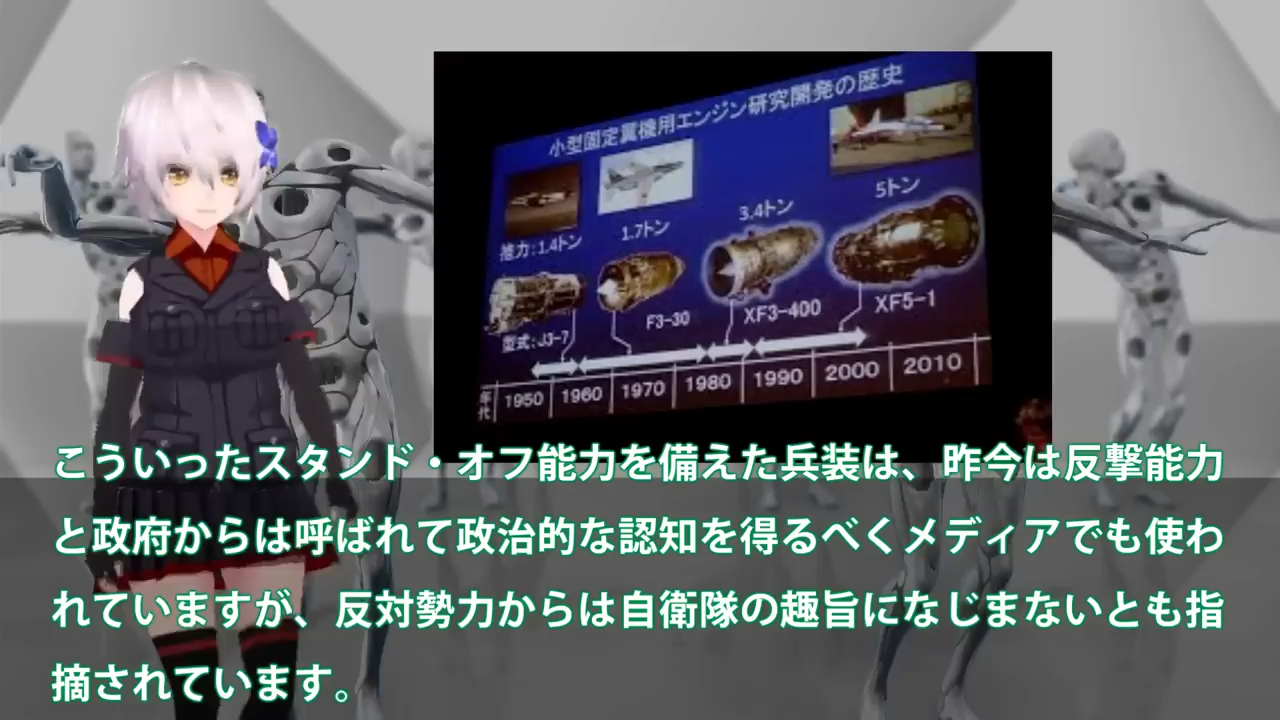 小型固定翼機用エンジン研究開発の歴史
5トン
3.4トン
1.7トン
推力：1.4トン
XF5-1
XF3-400
F3-30
型式：J3-7
年代 1950 1960 1970 1980 1990 2000 2010
こういったスタンド・オフ能力を備えた兵装は、昨今は反撃能力
と政府からは呼ばれて政治的な認知を得るべくメディアでも使わ
れていますが、反対勢力からは自衛隊の趣旨になじまないとも指
摘されています。